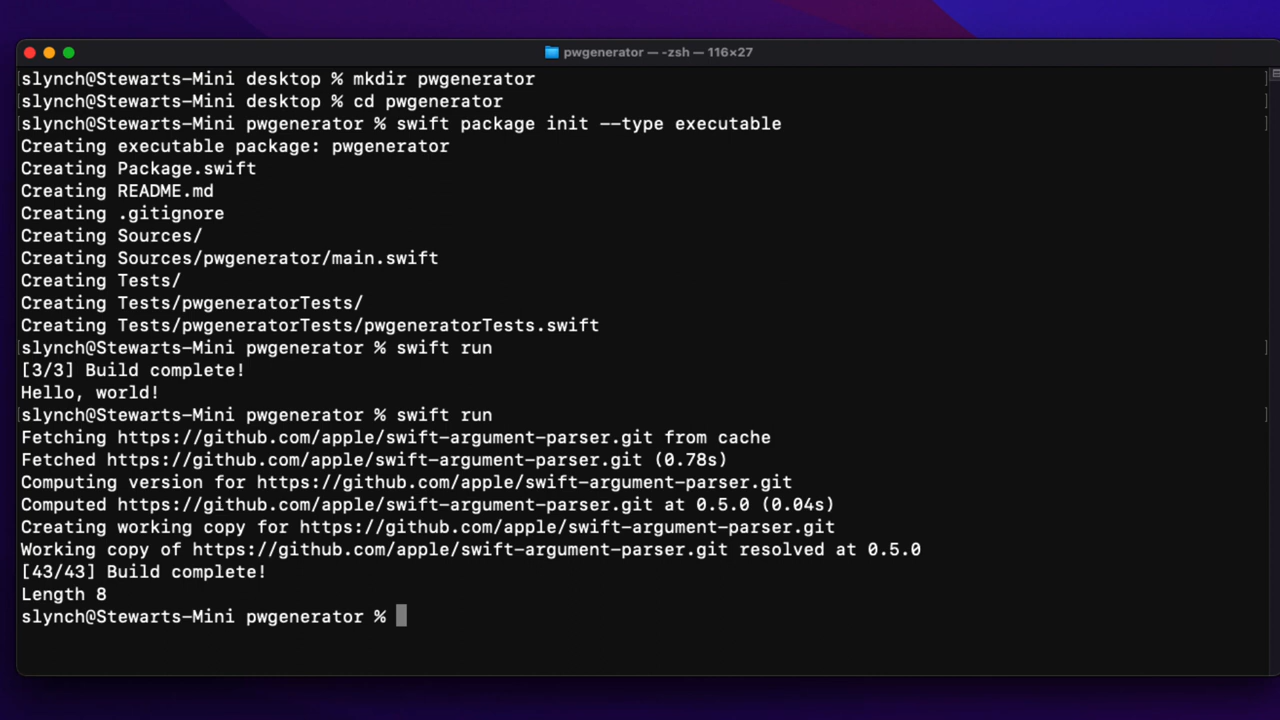 pwgenerator — -zsh — 116×27
slynch@Stewarts-Mini desktop % mkdir pwgenerator
slynch@Stewarts-Mini desktop % cd pwgenerator
slynch@Stewarts-Mini pwgenerator % swift package init --type executable
Creating executable package: pwgenerator
Creating Package.swift
Creating README.md
Creating .gitignore
Creating Sources/
Creating Sources/pwgenerator/main.swift
Creating Tests/
Creating Tests/pwgeneratorTests/
Creating Tests/pwgeneratorTests/pwgeneratorTests.swift
slynch@Stewarts-Mini pwgenerator % swift run
[3/3] Build complete!
Hello, world!
slynch@Stewarts-Mini pwgenerator % swift run
Fetching https://github.com/apple/swift-argument-parser.git from cache
Fetched https://github.com/apple/swift-argument-parser.git (0.78s)
Computing version for https://github.com/apple/swift-argument-parser.git
Computed https://github.com/apple/swift-argument-parser.git at 0.5.0 (0.04s)
Creating working copy for https://github.com/apple/swift-argument-parser.git
Working copy of https://github.com/apple/swift-argument-parser.git resolved at 0.5.0
[43/43] Build complete!
Length 8
slynch@Stewarts-Mini pwgenerator %